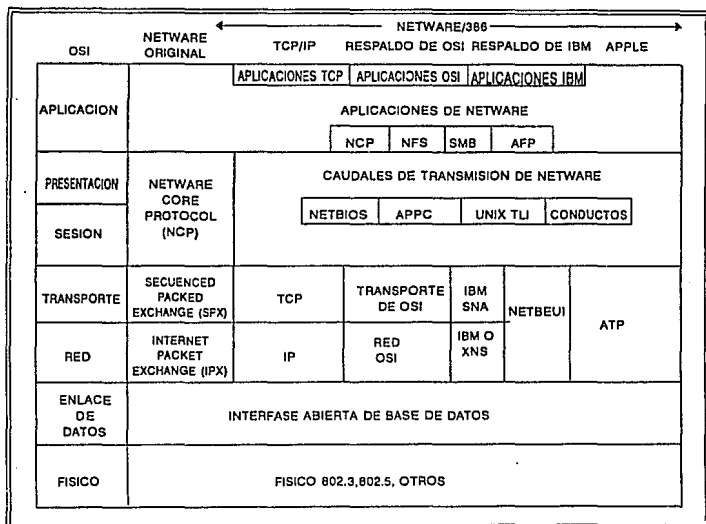 NETWARE/386
OSI
NETWARE ORIGINAL
TCP/IP
RESPALDO DE OSI
RESPALDO DE IBM
APPLE
APLICACIONES TCP
APLICACIONES OSI
APLICACIONES IBM
APLICACION
APLICACIONES DE NETWARE
NCP
NFS
SMB
AFP
PRESENTACION
SESION
NETWARE
CORE
PROTOCOL
(NCP)
CAUDALES DE TRANSMISION DE NETWARE
NETBIOS
APPC
UNIX TLI
CONDUCTOS
TRANSPORTE
SECUENCED
PACKED
EXCHANGE (SPX)
TCP
TRANSPORTE
DE OSI
IBM
SNA
NETBEUI
ATP
RED
INTERNET
PACKET
EXCHANGE (IPX)
IP
RED
OSI
IBM O
XNS
ENLACE
DE
DATOS
INTERFASE ABIERTA DE BASE DE DATOS
FISICO
FISICO 802.3,802.5, OTROS